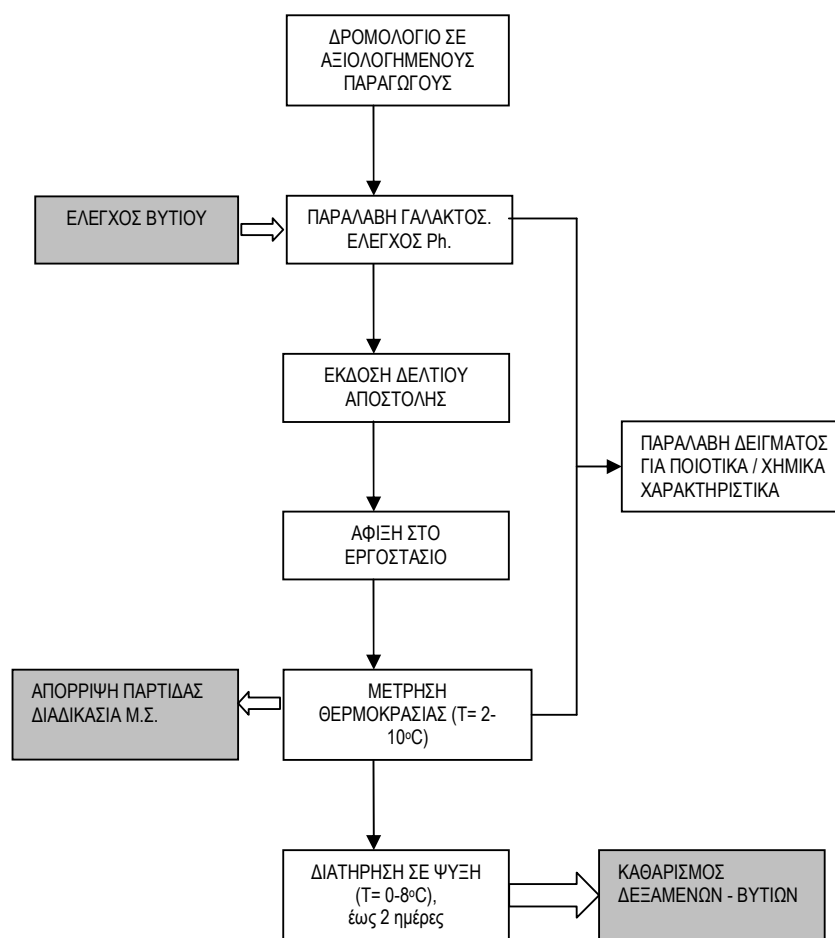 ΔΡΟΜΟΛΟΓΙΟ ΣΕ
ΑΞΙΟΛΟΓΗΜΕΝΟΥΣ
ΠΑΡΑΓΩΓΟΥΣ
ΕΛΕΓΧΟΣ ΒΥΤΙΟΥ
ΠΑΡΑΛΑΒΗ ΓΑΛΑΚΤΟΣ.
ΕΛΕΓΧΟΣ Ph.
ΕΚΔΟΣΗ ΔΕΛΤΙΟΥ
ΑΠΟΣΤΟΛΗΣ
ΠΑΡΑΛΑΒΗ ΔΕΙΓΜΑΤΟΣ
ΓΙΑ ΠΟΙΟΤΙΚΑ / ΧΗΜΙΚΑ
ΧΑΡΑΚΤΗΡΙΣΤΙΚΑ
ΑΦΙΞΗ ΣΤΟ
ΕΡΓΟΣΤΑΣΙΟ
ΑΠΟΡΡΙΨΗ ΠΑΡΤΙΔΑΣ
ΔΙΑΔΙΚΑΣΙΑ Μ.Σ.
ΜΕΤΡΗΣΗ
ΘΕΡΜΟΚΡΑΣΙΑΣ (Τ= 2-
10οC)
ΔΙΑΤΗΡΗΣΗ ΣΕ ΨΥΞΗ
(Τ= 0-8οC),
έως 2 ημέρες
ΚΑΘΑΡΙΣΜΟΣ
ΔΕΞΑΜΕΝΩΝ - ΒΥΤΙΩΝ